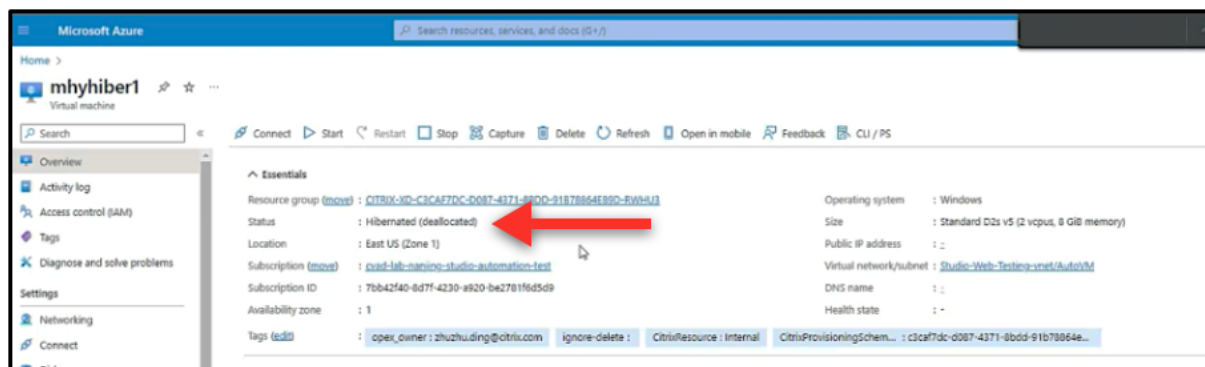 Microsoft Azure
Search resources, services, and docs (G+/)
Home >
mhyhiber1
Virtual machine
Search
Connect Start Restart Stop Capture Delete Refresh Open in mobile Feedback CLI / PS
Overview
Activity log
Access control (IAM)
Tags
Diagnose and solve problems
Settings
Networking
Connect
Essentials
Resource group (move) : CITRIX-XD-C3CAF7DC-D087-4371-8BDD-91B78864E89D-RWHU3
Status : Hibernated (deallocated)
Location : East US (Zone 1)
Subscription (move) : cvad-lab-nanjing-studio-automation-test
Subscription ID : 7bb42f40-8d7f-4230-a920-be2781f6d5d9
Availability zone : 1
Operating system : Windows
Size : Standard D2s v5 (2 vcpus, 8 GiB memory)
Public IP address : -
Virtual network/subnet : Studio-Web-Testing-vnet/AutoVM
DNS name : -
Health state : -
Tags (edit) : opex_owner : zhuzhu.ding@citrix.com ignore-delete : CitrixResource : Internal CitrixProvisioningSchem... : c3caf7dc-d087-4371-8bdd-91b78864e...